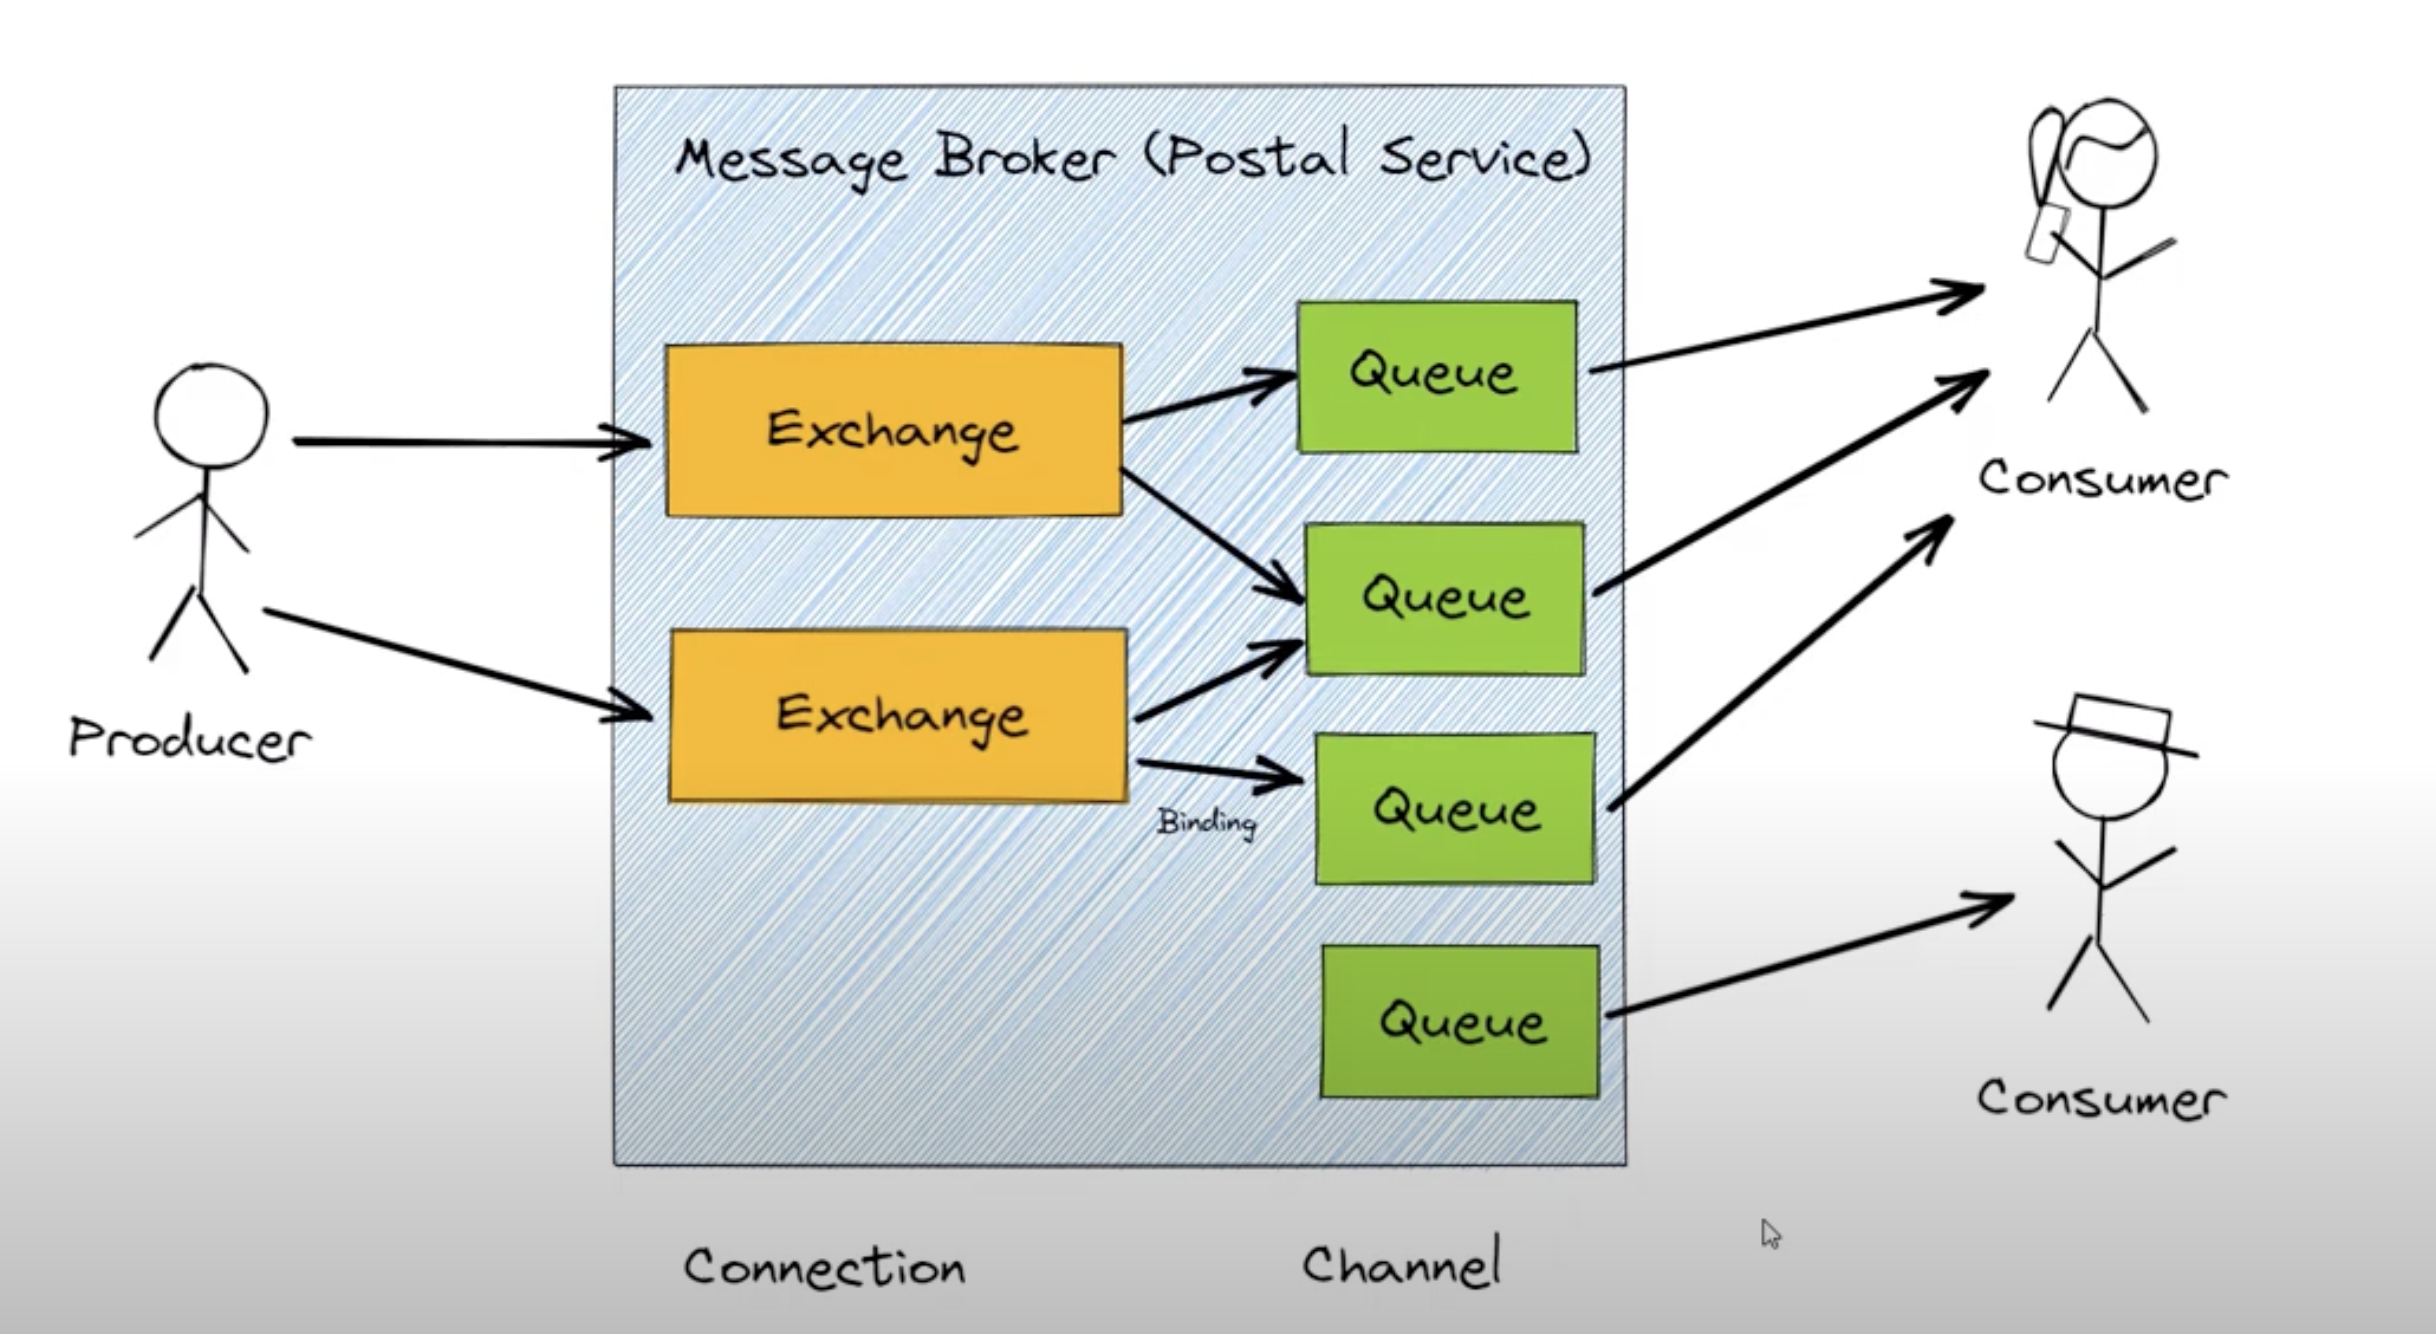 Message Broker (Postal Service)
Exchange
Queue
Queue
Exchange
Binding
Queue
Queue
Producer
Consumer
Consumer
Connection
Channel